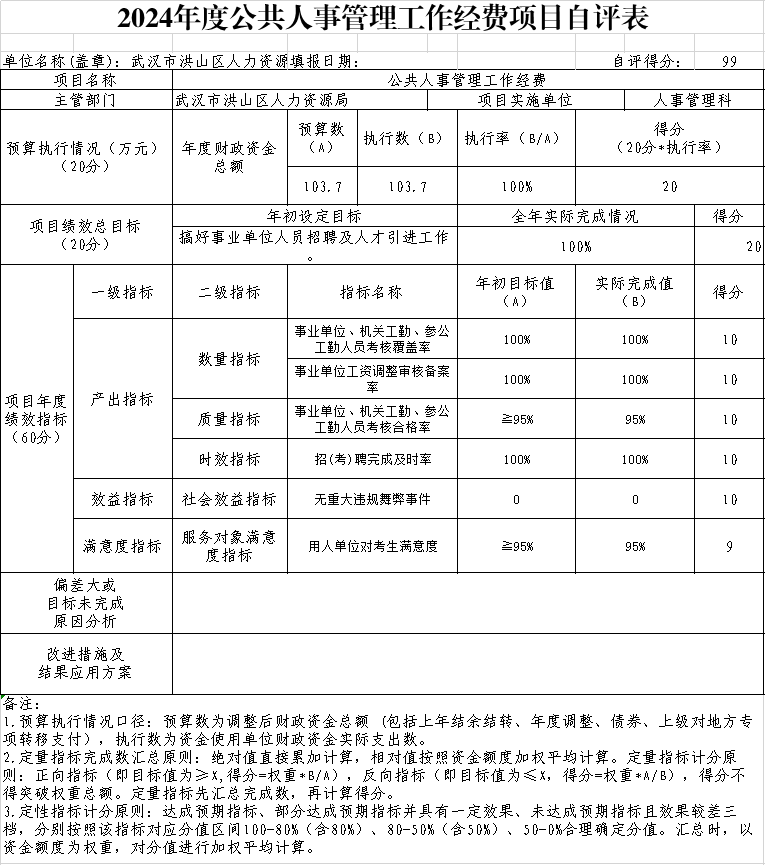 2024年度公共人事管理工作经费项目自评表
单位名称(盖章)：武汉市洪山区人力资源填报日期： 自评得分： 99
项目名称 公共人事管理工作经费
主管部门 武汉市洪山区人力资源局 项目实施单位 人事管理科
预算执行情况（万元）
（20分）
年度财政资金
总额
预算数
（A）
执行数（B）
执行率（B/A）
得分
（20分*执行率）
103.7 103.7 100% 20
项目绩效总目标
（20分）
年初设定目标 全年实际完成情况 得分
搞好事业单位人员招聘及人才引进工作
。
100% 20
项目年度
绩效指标
（60分）
一级指标 二级指标 指标名称
年初目标值
（A）
实际完成值
（B）
得分
产出指标
数量指标
事业单位、机关工勤、参公
工勤人员考核覆盖率
100% 100% 10
事业单位工资调整审核备案
率
100% 100% 10
质量指标
事业单位、机关工勤、参公
工勤人员考核合格率
≧95% 95% 10
时效指标 招(考)聘完成及时率 100% 100% 10
效益指标 社会效益指标 无重大违规舞弊事件 0 0 10
满意度指标
服务对象满意
度指标
用人单位对考生满意度 ≧95% 95% 9
偏差大或
目标未完成
原因分析
改进措施及
结果应用方案
备注：
1.预算执行情况口径：预算数为调整后财政资金总额（包括上年结余结转、年度调整、债券、上级对地方专
项转移支付），执行数为资金使用单位财政资金实际支出数。
2.定量指标完成数汇总原则：绝对值直接累加计算，相对值按照资金额度加权平均计算。定量指标计分原
则：正向指标（即目标值为≥X,得分=权重*B/A），反向指标（即目标值为≤X，得分=权重*A/B），得分不
得突破权重总额。定量指标先汇总完成数，再计算得分。
3.定性指标计分原则：达成预期指标、部分达成预期指标并具有一定效果、未达成预期指标且效果较差三
档，分别按照该指标对应分值区间100-80%（含80%）、80-50%（含50%）、50-0%合理确定分值。汇总时，以
资金额度为权重，对分值进行加权平均计算。